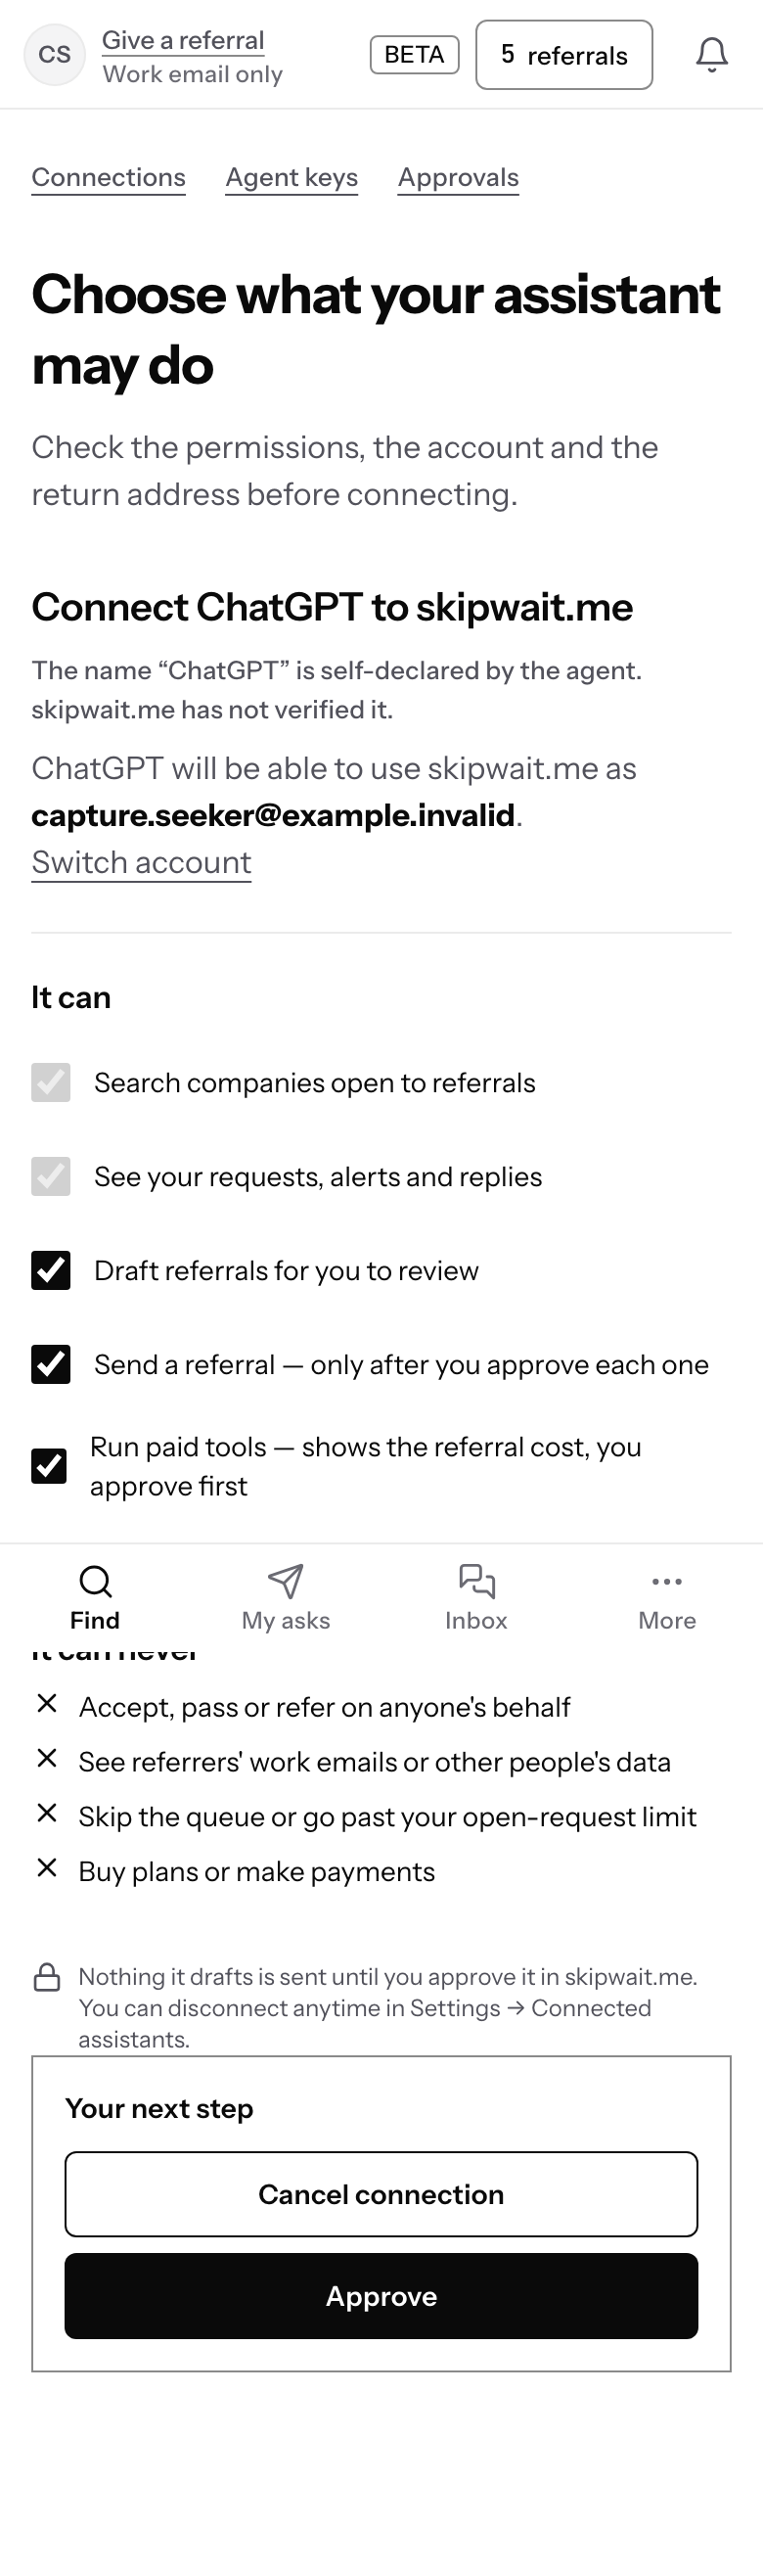 CS
Give a referral
Work email only
BETA
5 referrals
Connections Agent keys Approvals
Choose what your assistant
may do
Check the permissions, the account and the
return address before connecting.
Connect ChatGPT to skipwait.me
The name “ChatGPT” is self-declared by the agent.
skipwait.me has not verified it.
ChatGPT will be able to use skipwait.me as
capture.seeker@example.invalid.
Switch account
It can
Search companies open to referrals
See your requests, alerts and replies
Draft referrals for you to review
Send a referral — only after you approve each one
Run paid tools — shows the referral cost, you
approve first
Find My asks Inbox More
It can never
Accept, pass or refer on anyone's behalf
See referrers' work emails or other people's data
Skip the queue or go past your open-request limit
Buy plans or make payments
Nothing it drafts is sent until you approve it in skipwait.me.
You can disconnect anytime in Settings → Connected
assistants.
Your next step
Cancel connection
Approve